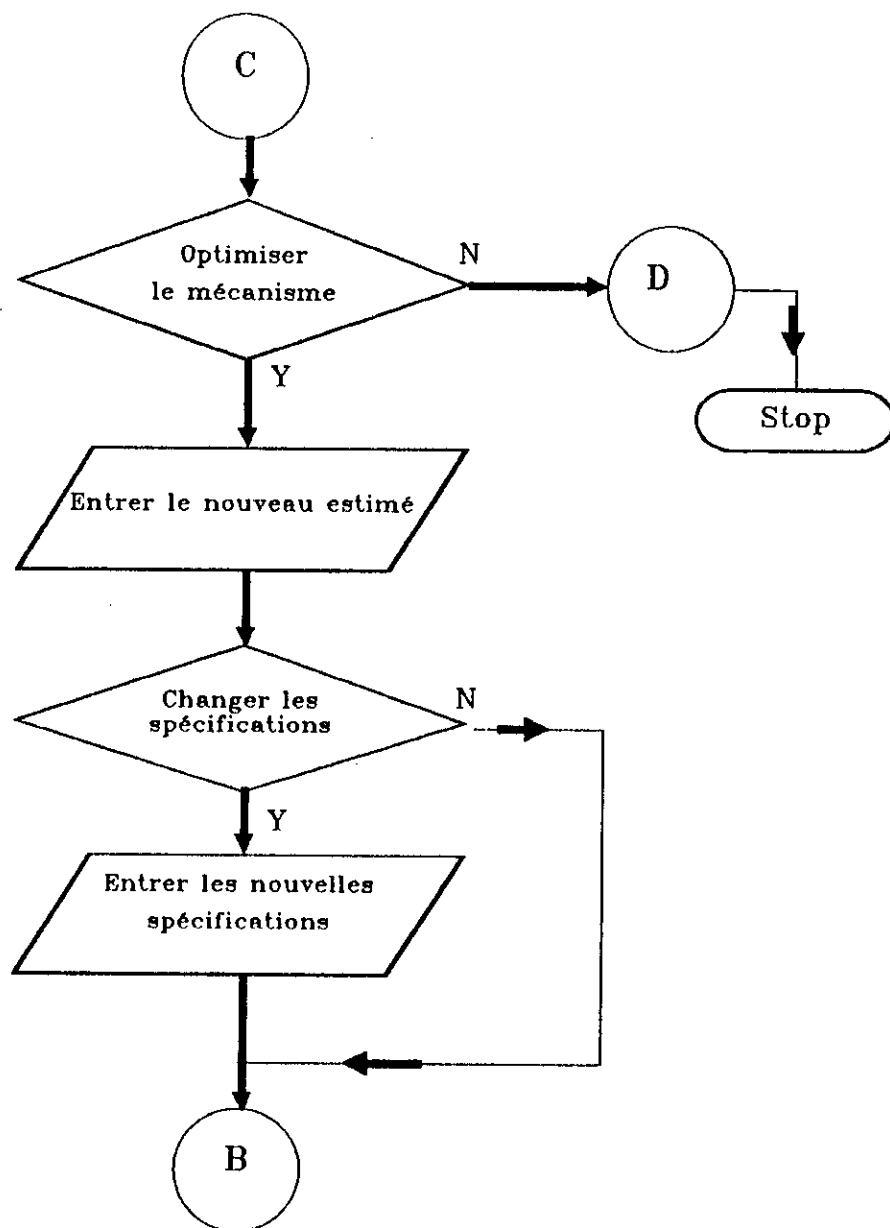 C
Optimiser
le mécanisme
N
D
Y
Stop
Entrer le nouveau estimé
Changer les
spécifications
N
Y
Entrer les nouvelles
spécifications
B